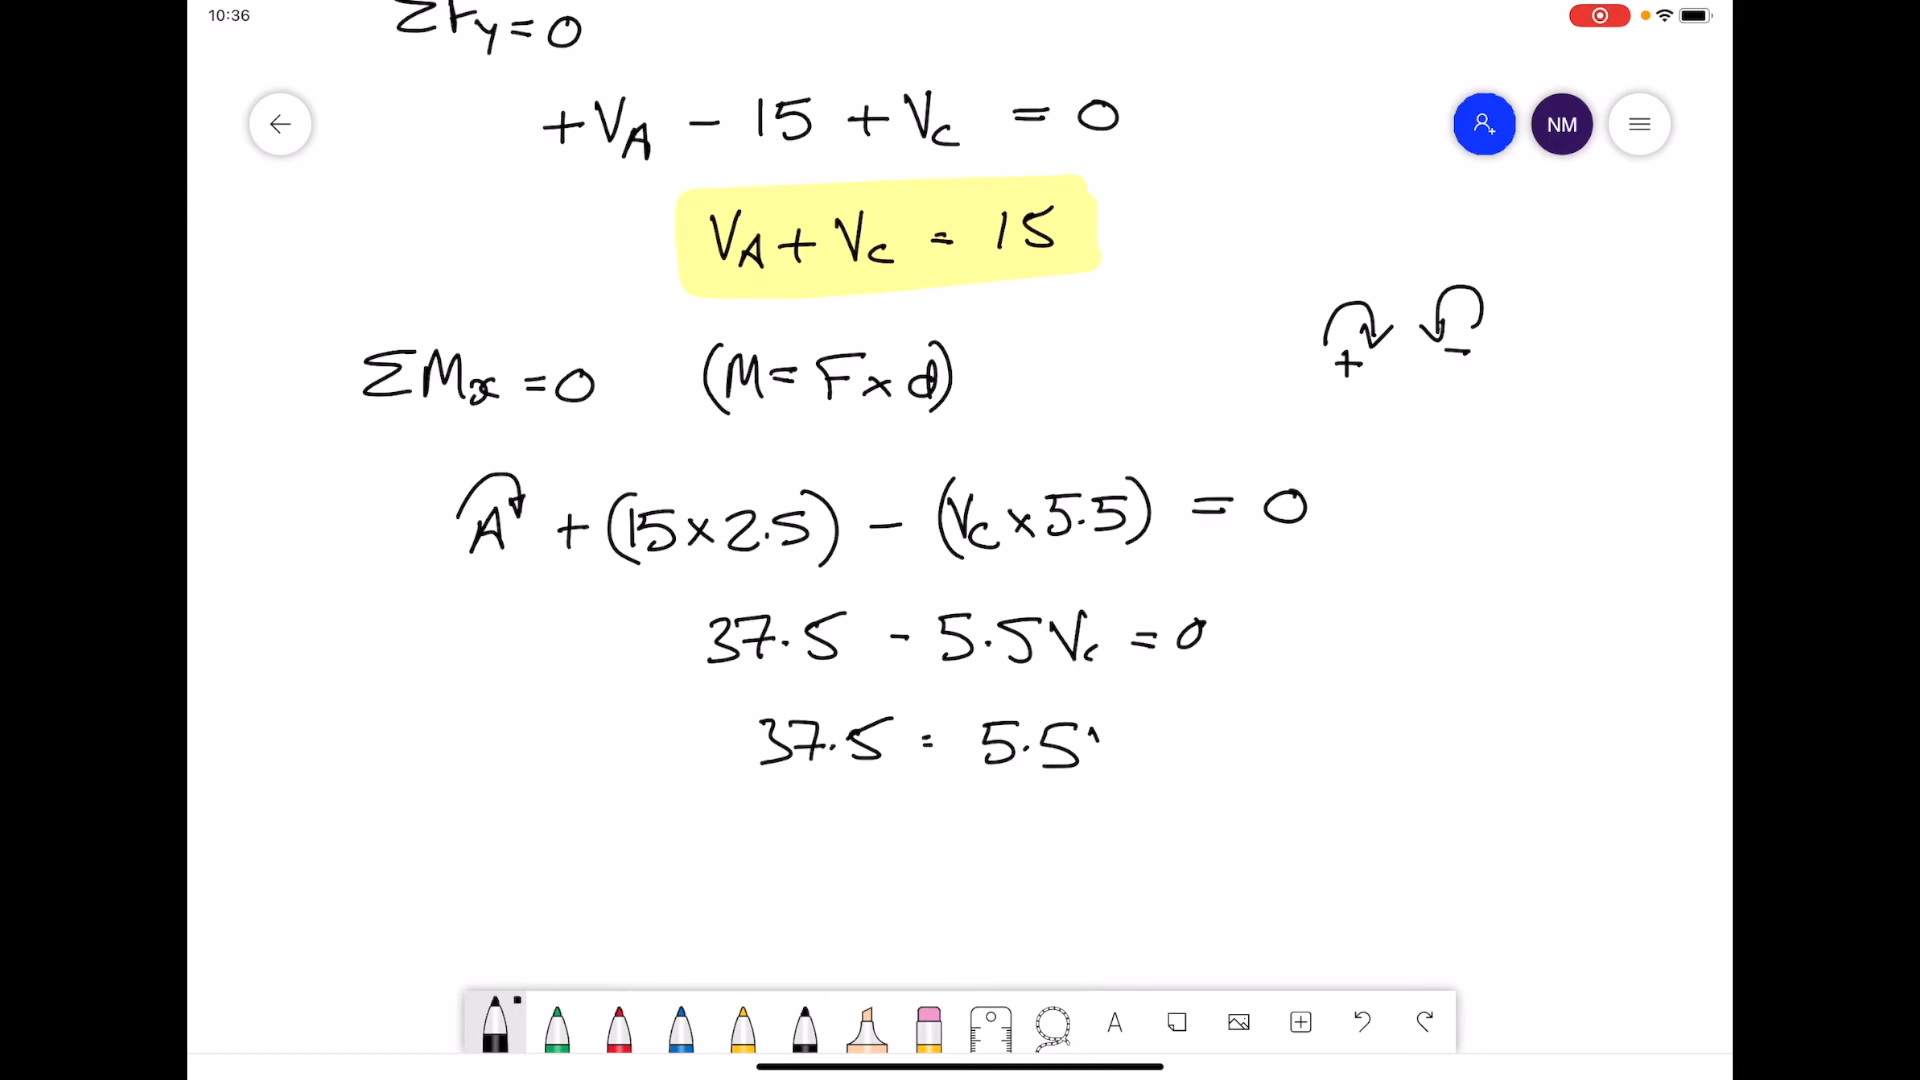 10:36
ΣFy = 0
+VA - 15 + VC = 0
NM
VA + VC = 15
ΣMx = 0 (M = F x d)
+ -
A + (15 x 2.5) - (VC x 5.5) = 0
37.5 - 5.5Vc = 0
37.5 = 5.5
A